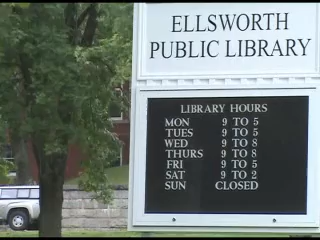 ELLSWORTH
PUBLIC LIBRARY
LIBRARY HOURS
MON 9 TO 5
TUES 9 TO 5
WED 9 TO 8
THURS 9 TO 8
FRI 9 TO 5
SAT 9 TO 2
SUN CLOSED